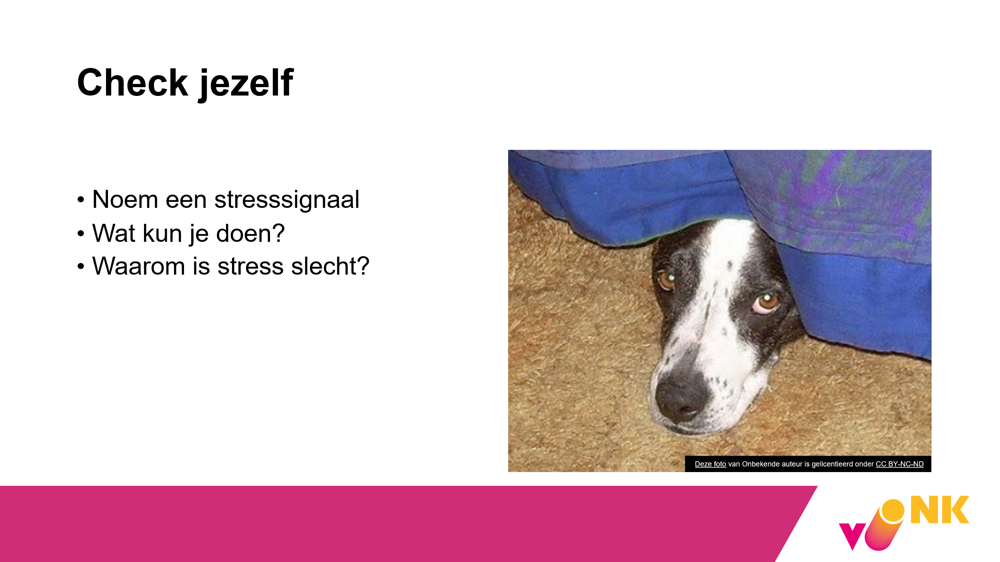 Check jezelf
• Noem een stresssignaal
• Wat kun je doen?
• Waarom is stress slecht?
Deze foto van Onbekende auteur is gelicentieerd onder CC BY-NC-ND
VONK